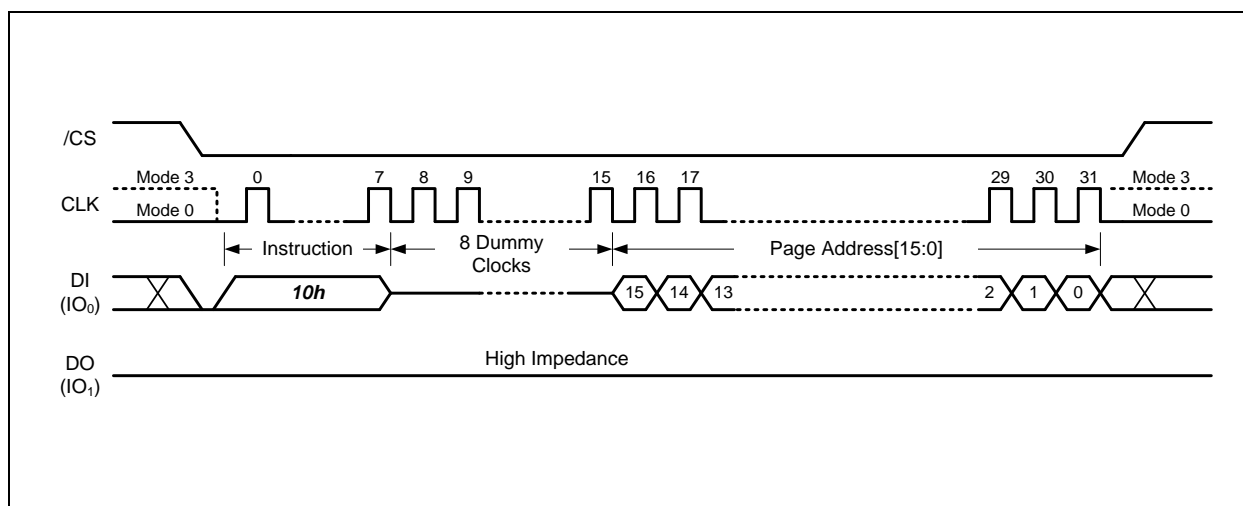 /CS
Mode 3 0 7 8 9 15 16 17 29 30 31 Mode 3
CLK
Mode 0 Mode 0
Instruction 8 Dummy Clocks Page Address[15:0]
DI
(IO₀)
10h 15 14 13 2 1 0
High Impedance
DO
(IO₁)